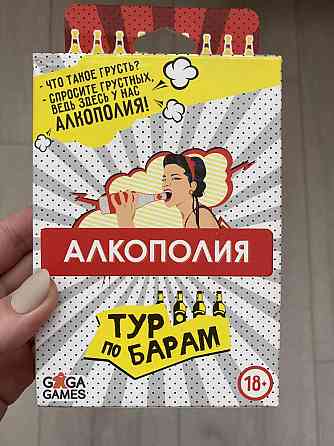 - ЧТО ТАКОЕ ГРУСТЬ?
- СПРОСИТЕ ГРУСТНЫХ,
ВЕДЬ ЗДЕСЬ У НАС
АЛКОПОЛИЯ!
АЛКОПОЛИЯ
ТУР
ПО БАРАМ
GAGA
GAMES
18+